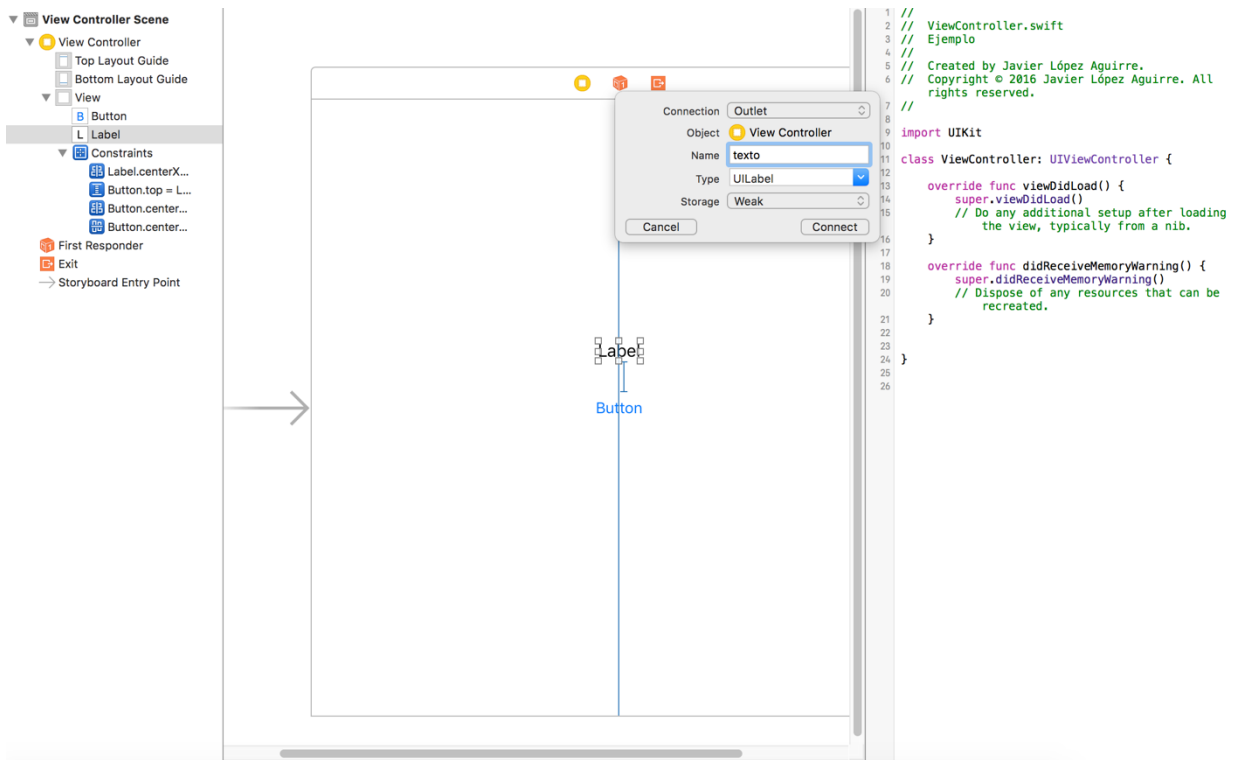 View Controller Scene
View Controller
Top Layout Guide
Bottom Layout Guide
View
B Button
L Label
Constraints
Label.centerX...
Button.top = L...
Button.center...
Button.center...
First Responder
Exit
Storyboard Entry Point
Connection Outlet
Object View Controller
Name texto
Type UILabel
Storage Weak
Cancel Connect
Label
Button
1 //
2 // ViewController.swift
3 // Ejemplo
4 //
5 // Created by Javier López Aguirre.
6 // Copyright © 2016 Javier López Aguirre. All
rights reserved.
7 //
8
9 import UIKit
10
11 class ViewController: UIViewController {
12
13 override func viewDidLoad() {
14 super.viewDidLoad()
15 // Do any additional setup after loading
the view, typically from a nib.
16 }
17
18 override func didReceiveMemoryWarning() {
19 super.didReceiveMemoryWarning()
20 // Dispose of any resources that can be
recreated.
21 }
22
23
24 }
25
26